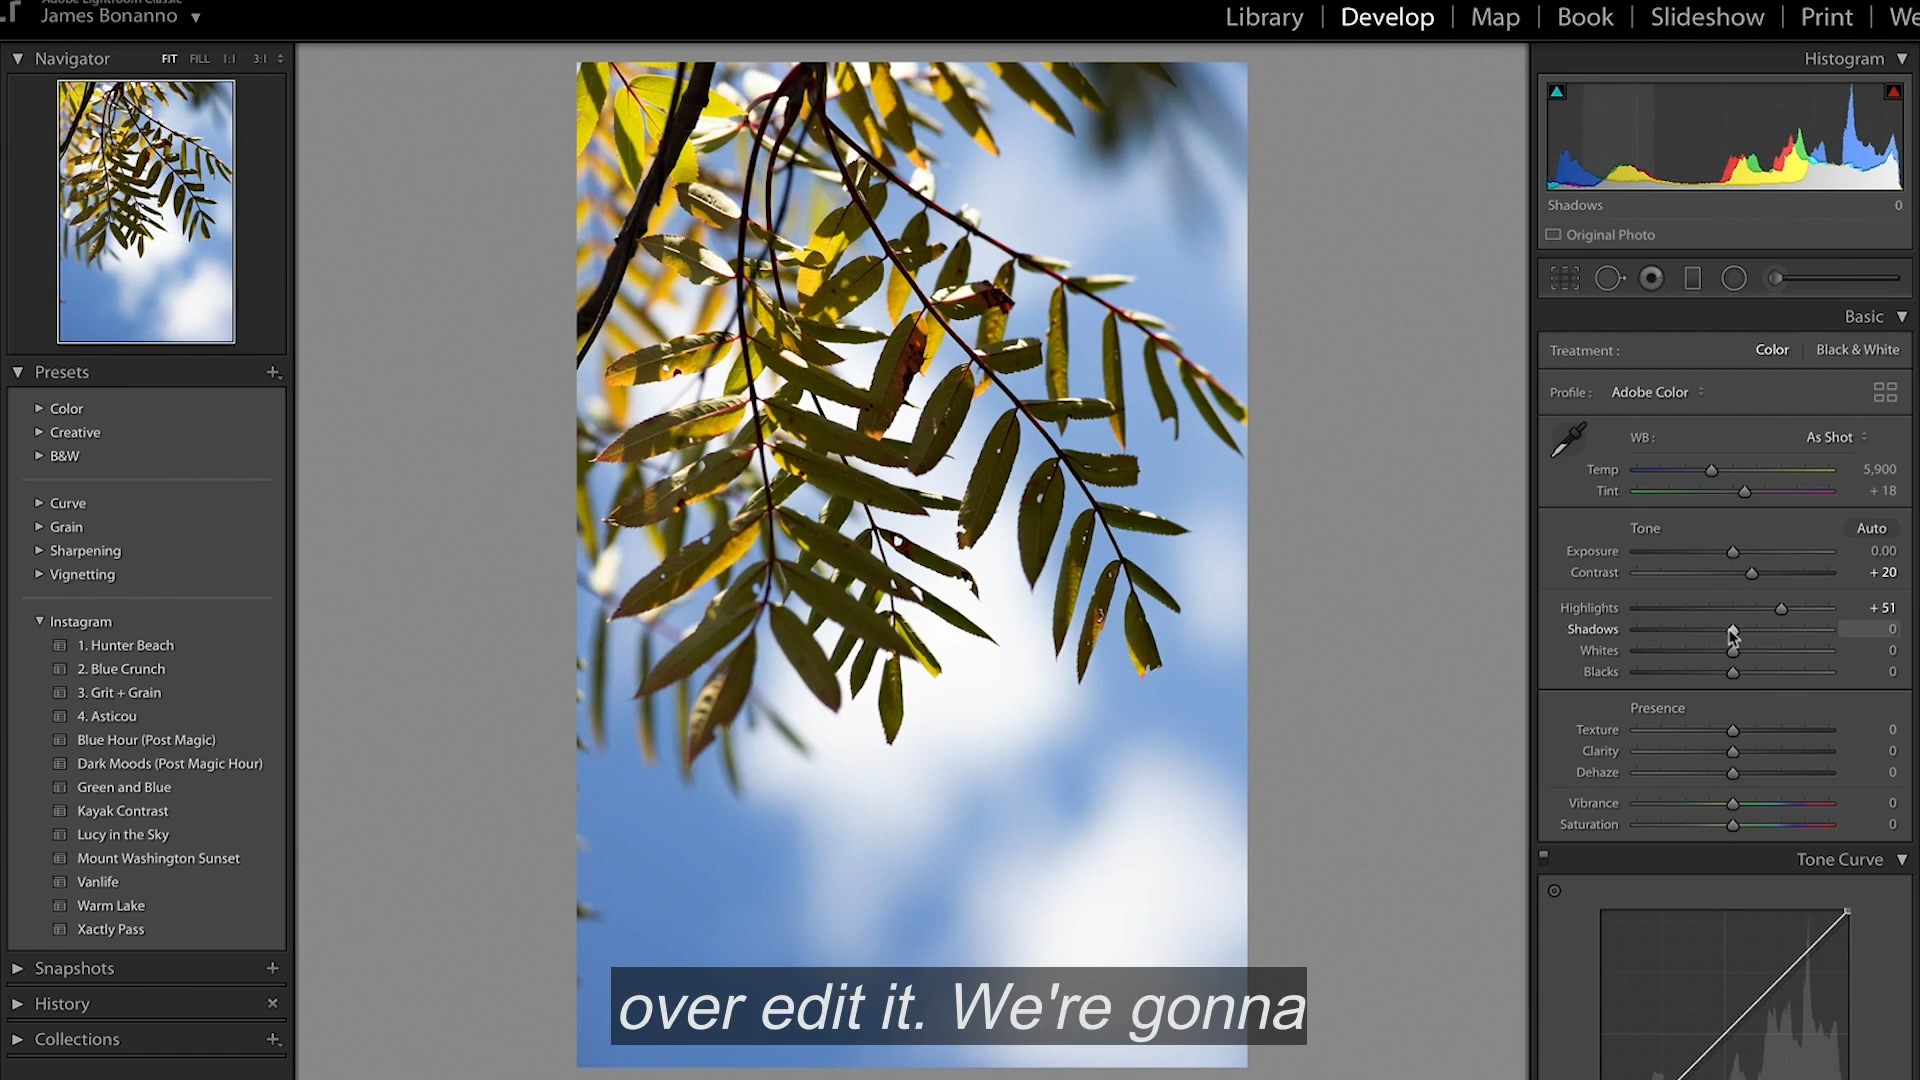 Adobe Lightroom Classic
James Bonanno
Library | Develop | Map | Book | Slideshow | Print | We
Navigator FIT FILL 1:1 3:1
Presets
Color
Creative
B&W
Curve
Grain
Sharpening
Vignetting
Instagram
1. Hunter Beach
2. Blue Crunch
3. Grit + Grain
4. Asticou
Blue Hour (Post Magic)
Dark Moods (Post Magic Hour)
Green and Blue
Kayak Contrast
Lucy in the Sky
Mount Washington Sunset
Vanlife
Warm Lake
Xactly Pass
Snapshots
History
Collections
over edit it. We're gonna
Histogram
Shadows 0
Original Photo
Basic
Treatment : Color | Black & White
Profile : Adobe Color
WB : As Shot
Temp 5,900
Tint + 18
Tone Auto
Exposure 0.00
Contrast + 20
Highlights + 51
Shadows 0
Whites 0
Blacks 0
Presence
Texture 0
Clarity 0
Dehaze 0
Vibrance 0
Saturation 0
Tone Curve